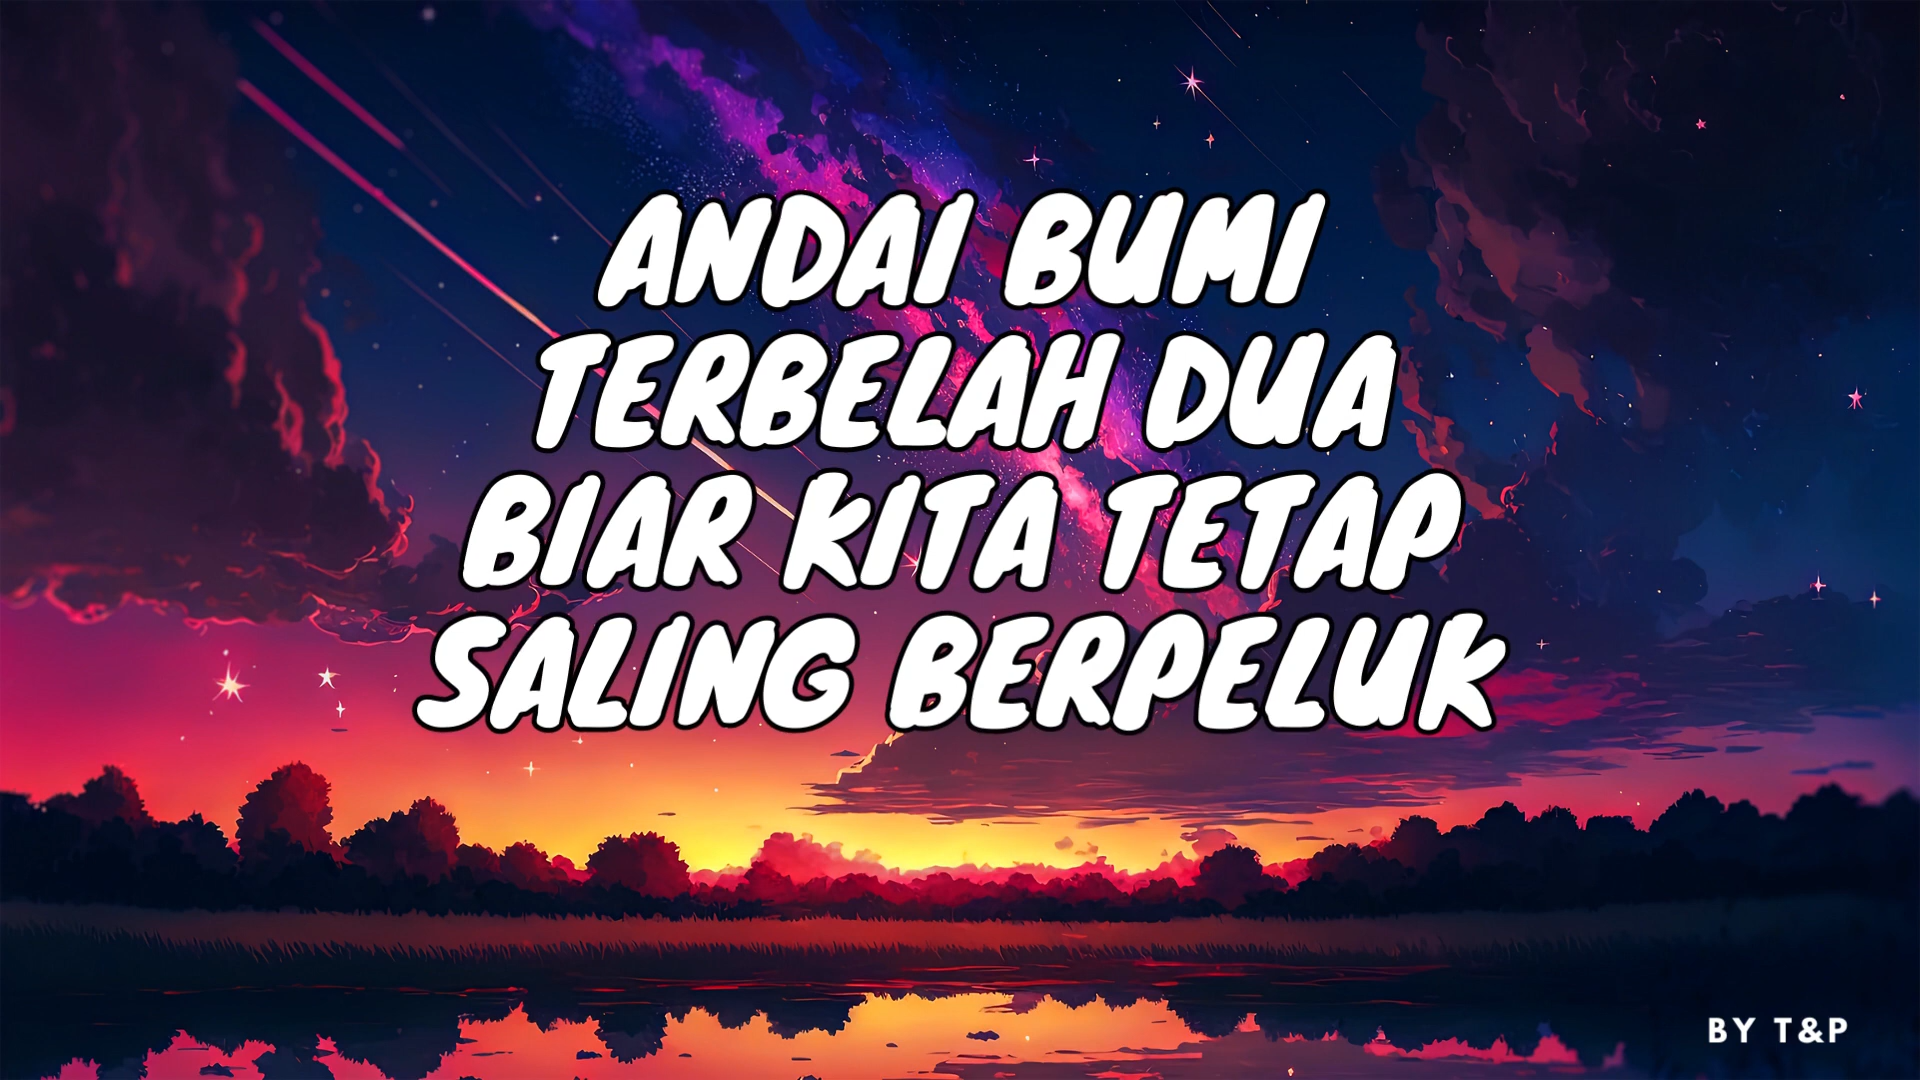 ANDAI BUMI
TERBELAH DUA
BIAR KITA TETAP
SALING BERPELUK
BY T&P